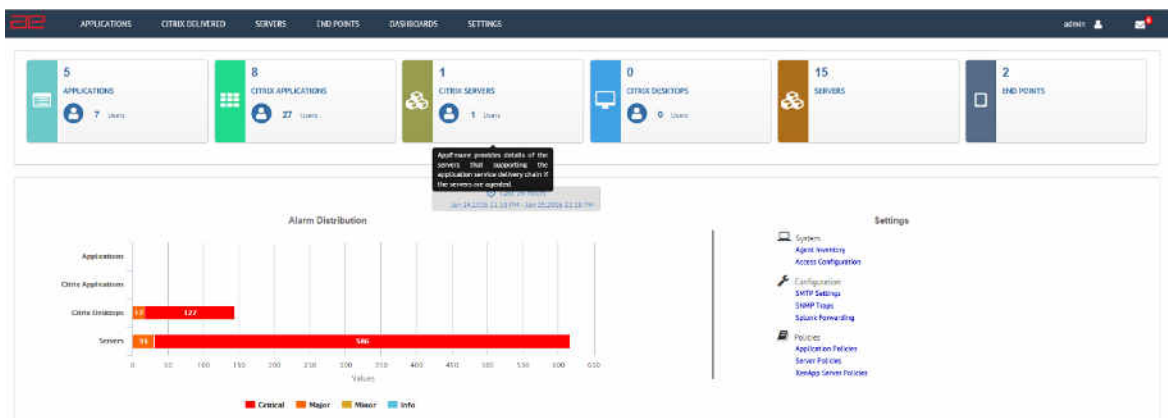 APPLICATIONS CITRIX DELIVERED SERVERS END POINTS DASHBOARDS SETTINGS admin
5
APPLICATIONS
7 Users
8
CITRIX APPLICATIONS
27 Users
1
CITRIX SERVERS
1 Users
0
CITRIX DESKTOPS
0 Users
15
SERVERS
2
END POINTS
provides details of the
servers that supporting the
application service delivery chain if
the servers are agented.
Alarm Distribution
Applications
Citrix Applications
Citrix Desktops
127
Servers
586
0 50 100 150 200 250 300 350 400 450 500 550 600 650
Values
Critical Major Minor Info
Settings
System
Agent Inventory
Access Configuration
Configuration
SMTP Settings
SNMP Traps
Splunk Forwarding
Policies
Application Policies
Server Policies
XenApp Server Policies